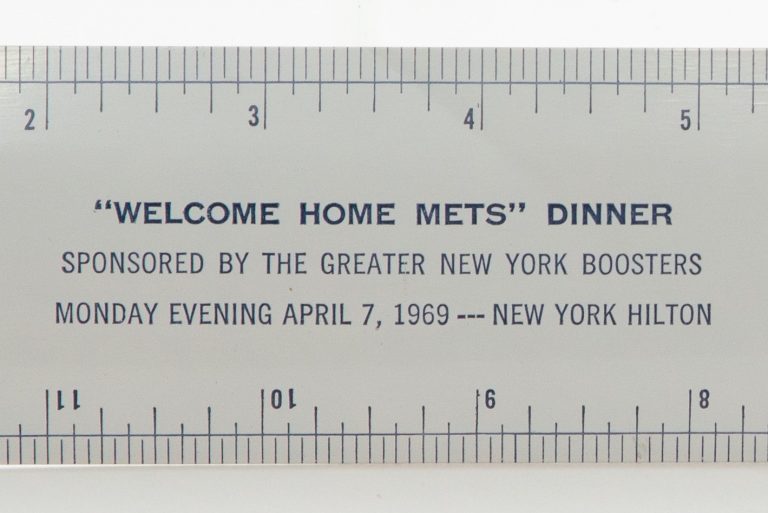 2 3 4 5
“WELCOME HOME METS” DINNER
SPONSORED BY THE GREATER NEW YORK BOOSTERS
MONDAY EVENING APRIL 7, 1969 --- NEW YORK HILTON
11 10 9 8